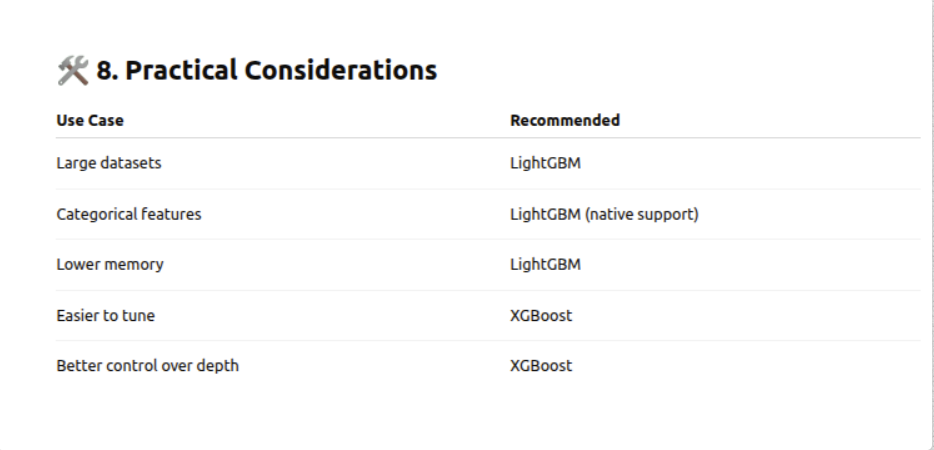 🛠 8. Practical Considerations
Use Case Recommended
Large datasets LightGBM
Categorical features LightGBM (native support)
Lower memory LightGBM
Easier to tune XGBoost
Better control over depth XGBoost